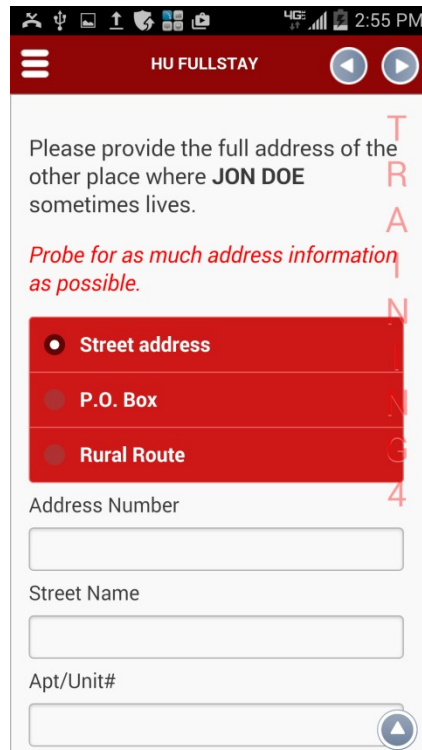 4G 2:55 PM
HU FULLSTAY
Please provide the full address of the
other place where JON DOE
sometimes lives.
Probe for as much address information
as possible.
Street address
P.O. Box
Rural Route
Address Number
Street Name
Apt/Unit#
TRAINING4